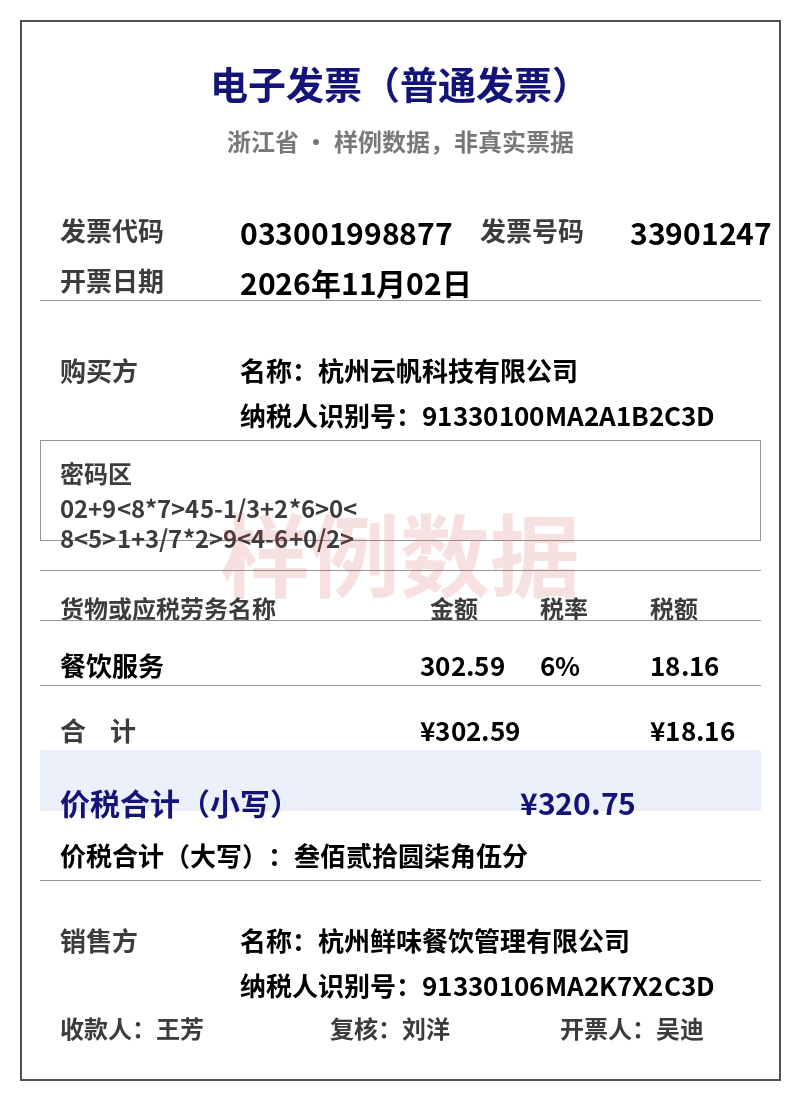 电子发票（普通发票）
浙江省 · 样例数据，非真实票据
发票代码 033001998877 发票号码 33901247
开票日期 2026年11月02日
购买方 名称：杭州云帆科技有限公司
纳税人识别号：91330100MA2A1B2C3D
密码区
02+9<8*7>45-1/3+2*6>0<
8<5>1+3/7*2>9<4-6+0/2>
样例数据
货物或应税劳务名称 金额 税率 税额
餐饮服务 302.59 6% 18.16
合 计 ¥302.59 ¥18.16
价税合计（小写） ¥320.75
价税合计（大写）：叁佰贰拾圆柒角伍分
销售方 名称：杭州鲜味餐饮管理有限公司
纳税人识别号：91330106MA2K7X2C3D
收款人：王芳 复核：刘洋 开票人：吴迪